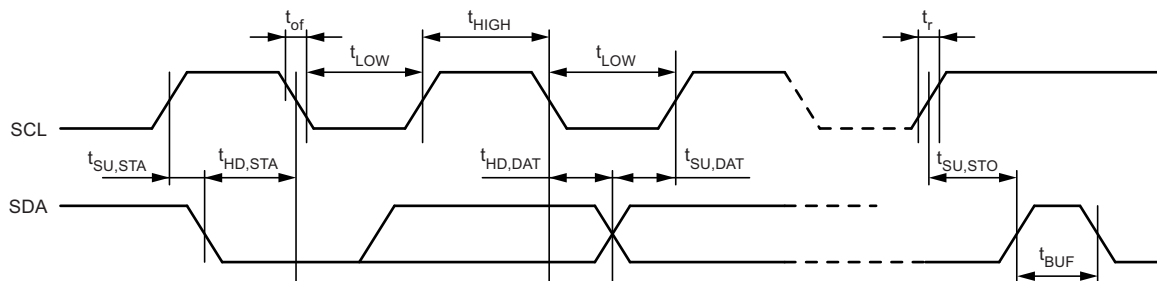 tof
tHIGH
tr
tLOW
tLOW
SCL
tSU,STA
tHD,STA
tHD,DAT
tSU,DAT
tSU,STO
SDA
tBUF